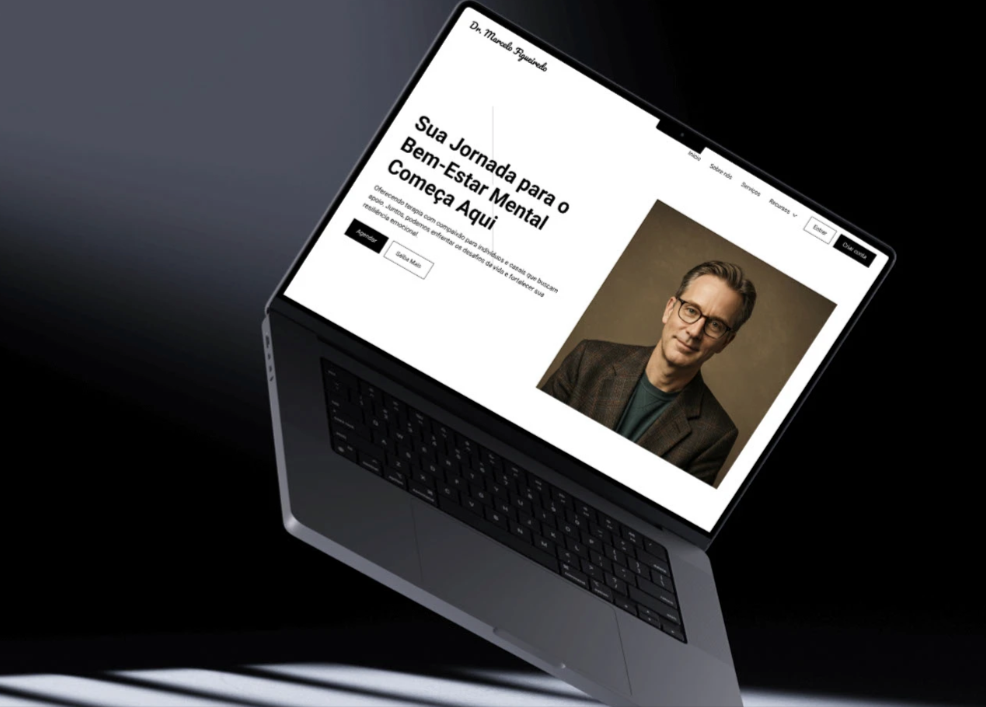 Dr. Marcelo Figueiredo
Início
Sobre nós
Serviços
Recursos
Entrar
Criar conta
Sua Jornada para o
Bem-Estar Mental
Começa Aqui
Oferecendo terapia com compaixão para indivíduos e casais que buscam
apoio. Juntos, podemos enfrentar os desafios da vida e fortalecer sua
resiliência emocional.
Agendar
Saiba Mais